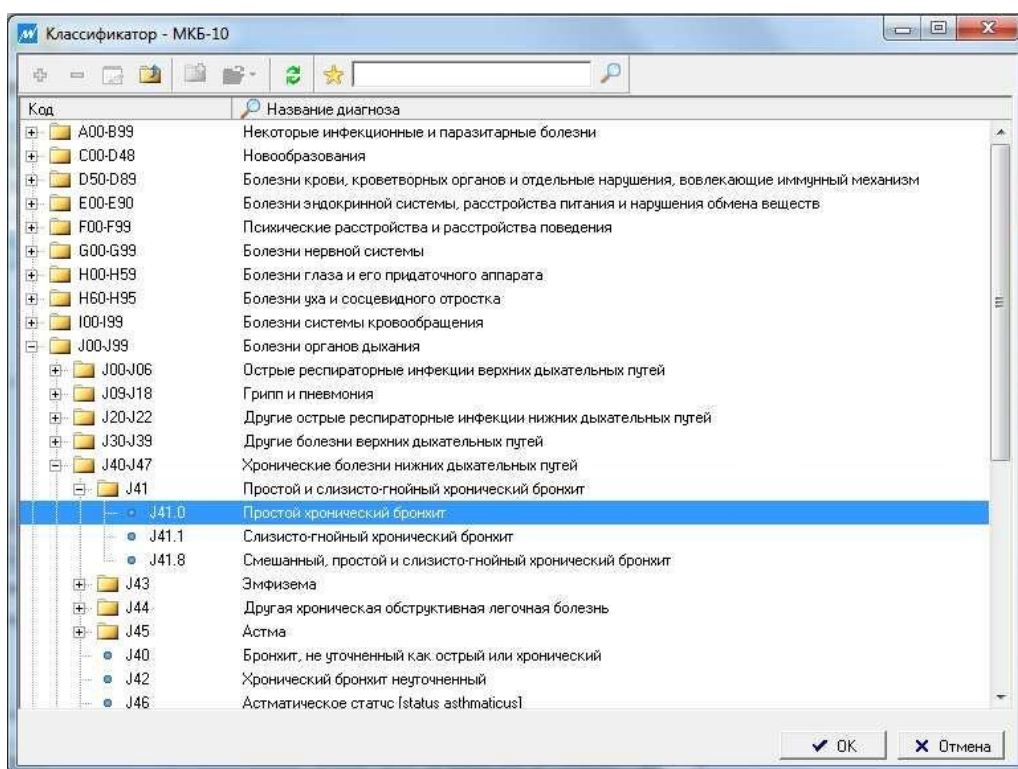 Классификатор - МКБ-10
Код Название диагноза
A00-B99 Некоторые инфекционные и паразитарные болезни
C00-D48 Новообразования
D50-D89 Болезни крови, кроветворных органов и отдельные нарушения, вовлекающие иммунный механизм
E00-E90 Болезни эндокринной системы, расстройства питания и нарушения обмена веществ
F00-F99 Психические расстройства и расстройства поведения
G00-G99 Болезни нервной системы
H00-H59 Болезни глаза и его придаточного аппарата
H60-H95 Болезни уха и сосцевидного отростка
I00-I99 Болезни системы кровообращения
J00-J99 Болезни органов дыхания
J00-J06 Острые респираторные инфекции верхних дыхательных путей
J09-J18 Грипп и пневмония
J20-J22 Другие острые респираторные инфекции нижних дыхательных путей
J30-J39 Другие болезни верхних дыхательных путей
J40-J47 Хронические болезни нижних дыхательных путей
J41 Простой и слизисто-гнойный хронический бронхит
J41.0 Простой хронический бронхит
J41.1 Слизисто-гнойный хронический бронхит
J41.8 Смешанный, простой и слизисто-гнойный хронический бронхит
J43 Эмфизема
J44 Другая хроническая обструктивная легочная болезнь
J45 Астма
J40 Бронхит, не уточненный как острый или хронический
J42 Хронический бронхит неуточненный
J46 Астматическое статус [status asthmaticus]
OK Отмена